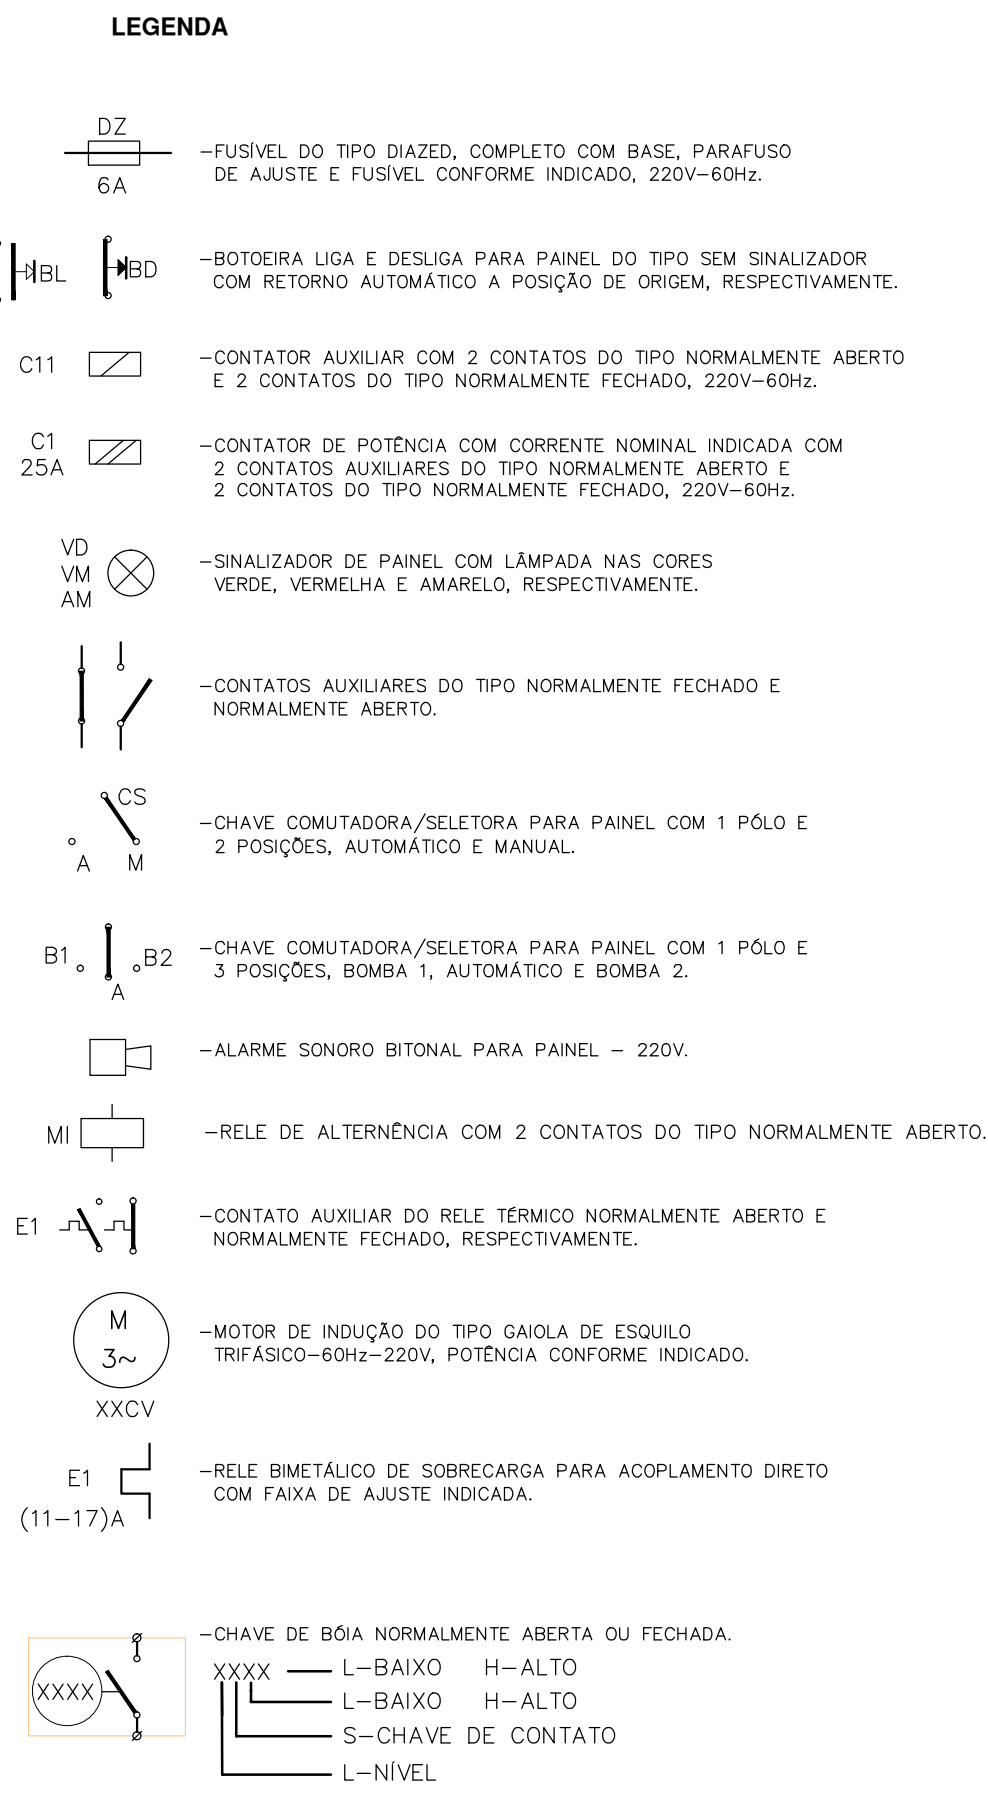 LEGENDA
DZ
6A
—FUSÍVEL DO TIPO DIAZED, COMPLETO COM BASE, PARAFUSO
DE AJUSTE E FUSÍVEL CONFORME INDICADO, 220V—60Hz.
BL
BD
—BOTOEIRA LIGA E DESLIGA PARA PAINEL DO TIPO SEM SINALIZADOR
COM RETORNO AUTOMÁTICO A POSIÇÃO DE ORIGEM, RESPECTIVAMENTE.
C11
—CONTATOR AUXILIAR COM 2 CONTATOS DO TIPO NORMALMENTE ABERTO
E 2 CONTATOS DO TIPO NORMALMENTE FECHADO, 220V—60Hz.
C1
25A
—CONTATOR DE POTÊNCIA COM CORRENTE NOMINAL INDICADA COM
2 CONTATOS AUXILIARES DO TIPO NORMALMENTE ABERTO E
2 CONTATOS DO TIPO NORMALMENTE FECHADO, 220V—60Hz.
VD
VM
AM
—SINALIZADOR DE PAINEL COM LÂMPADA NAS CORES
VERDE, VERMELHA E AMARELO, RESPECTIVAMENTE.
—CONTATOS AUXILIARES DO TIPO NORMALMENTE FECHADO E
NORMALMENTE ABERTO.
CS
A M
—CHAVE COMUTADORA/SELETORA PARA PAINEL COM 1 PÓLO E
2 POSIÇÕES, AUTOMÁTICO E MANUAL.
B1 B2
A
—CHAVE COMUTADORA/SELETORA PARA PAINEL COM 1 PÓLO E
3 POSIÇÕES, BOMBA 1, AUTOMÁTICO E BOMBA 2.
—ALARME SONORO BITONAL PARA PAINEL — 220V.
MI
—RELE DE ALTERNÊNCIA COM 2 CONTATOS DO TIPO NORMALMENTE ABERTO.
E1
—CONTATO AUXILIAR DO RELE TÉRMICO NORMALMENTE ABERTO E
NORMALMENTE FECHADO, RESPECTIVAMENTE.
M
3~
XXCV
—MOTOR DE INDUÇÃO DO TIPO GAIOLA DE ESQUILO
TRIFÁSICO—60Hz—220V, POTÊNCIA CONFORME INDICADO.
E1
(11—17)A
—RELE BIMETÁLICO DE SOBRECARGA PARA ACOPLAMENTO DIRETO
COM FAIXA DE AJUSTE INDICADA.
XXXX
—CHAVE DE BÓIA NORMALMENTE ABERTA OU FECHADA.
XXXX L—BAIXO H—ALTO
L—BAIXO H—ALTO
S—CHAVE DE CONTATO
L—NÍVEL